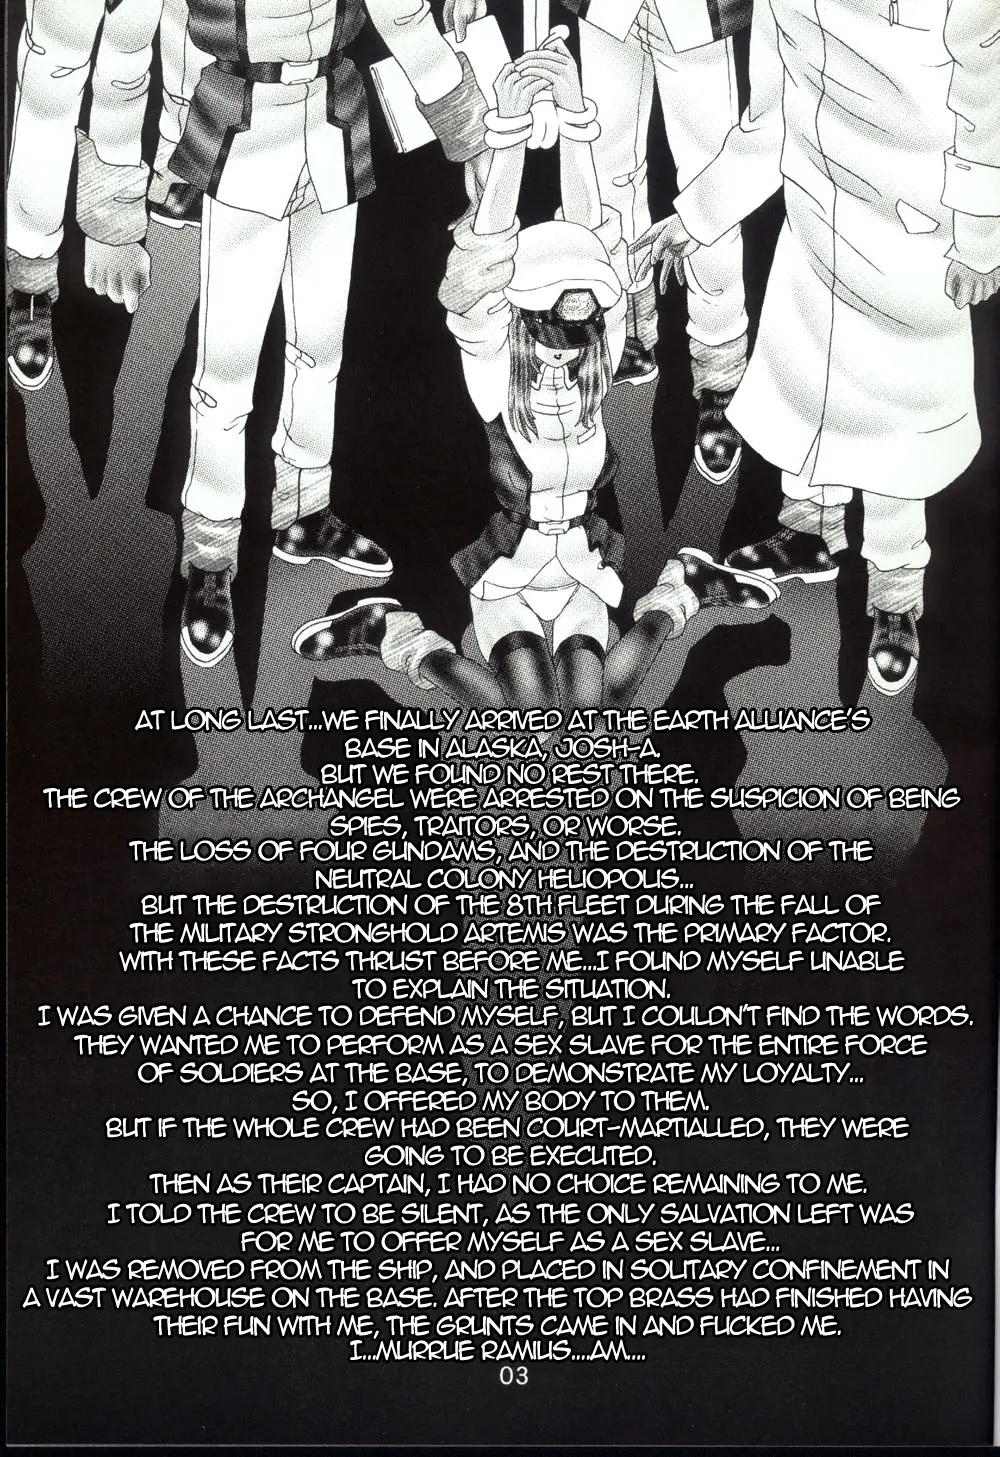 AT LONG LAST...WE FINALLY ARRIVED AT THE EARTH ALLIANCE'S
BASE IN ALASKA, JOSH-A.
BUT WE FOUND NO REST THERE.
THE CREW OF THE ARCHANGEL WERE ARRESTED ON THE SUSPICION OF BEING
SPIES, TRAITORS, OR WORSE.
THE LOSS OF FOUR GUNDAMS, AND THE DESTRUCTION OF THE
NEUTRAL COLONY HELIOPOLIS...
BUT THE DESTRUCTION OF THE 8TH FLEET DURING THE FALL OF
THE MILITARY STRONGHOLD ARTEMIS WAS THE PRIMARY FACTOR.
WITH THESE FACTS THRUST BEFORE ME...I FOUND MYSELF UNABLE
TO EXPLAIN THE SITUATION.
I WAS GIVEN A CHANCE TO DEFEND MYSELF, BUT I COULDN'T FIND THE WORDS.
THEY WANTED ME TO PERFORM AS A SEX SLAVE FOR THE ENTIRE FORCE
OF SOLDIERS AT THE BASE, TO DEMONSTRATE MY LOYALTY...
SO, I OFFERED MY BODY TO THEM.
BUT IF THE WHOLE CREW HAD BEEN COURT-MARTIALLED, THEY WERE
GOING TO BE EXECUTED.
THEN AS THEIR CAPTAIN, I HAD NO CHOICE REMAINING TO ME.
I TOLD THE CREW TO BE SILENT, AS THE ONLY SALVATION LEFT WAS
FOR ME TO OFFER MYSELF AS A SEX SLAVE...
I WAS REMOVED FROM THE SHIP, AND PLACED IN SOLITARY CONFINEMENT IN
A VAST WAREHOUSE ON THE BASE. AFTER THE TOP BRASS HAD FINISHED HAVING
THEIR FUN WITH ME, THE GRUNTS CAME IN AND FUCKED ME.
I...MURRUE RAMIUS....AM....
03